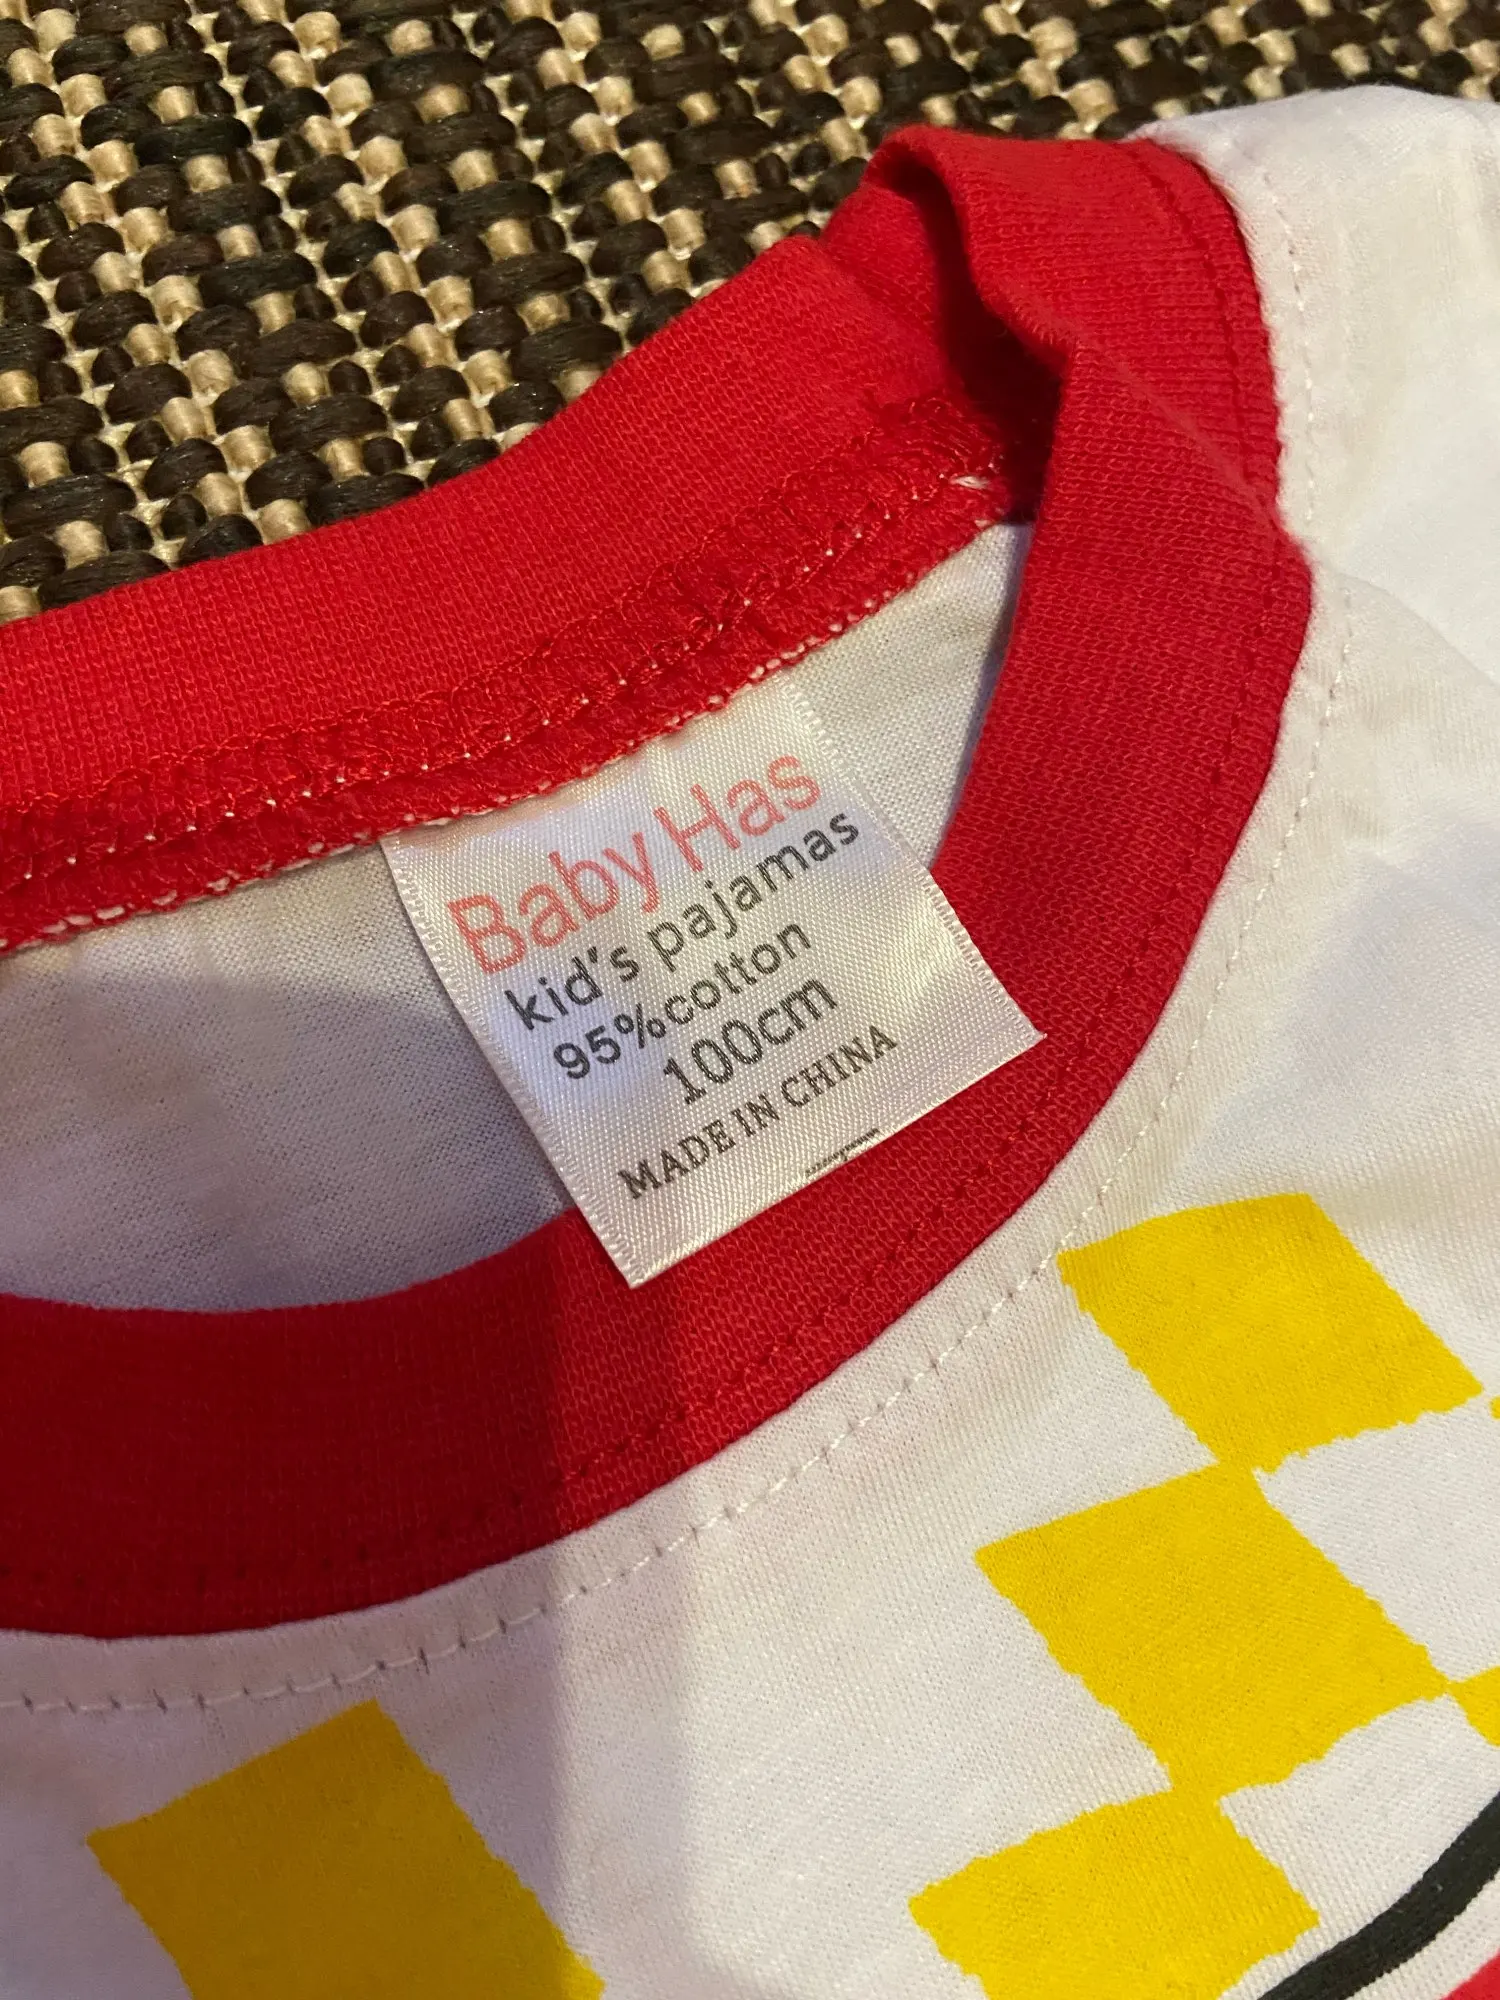 Baby Has
kid's pajamas
95%cotton
100cm
MADE IN CHINA